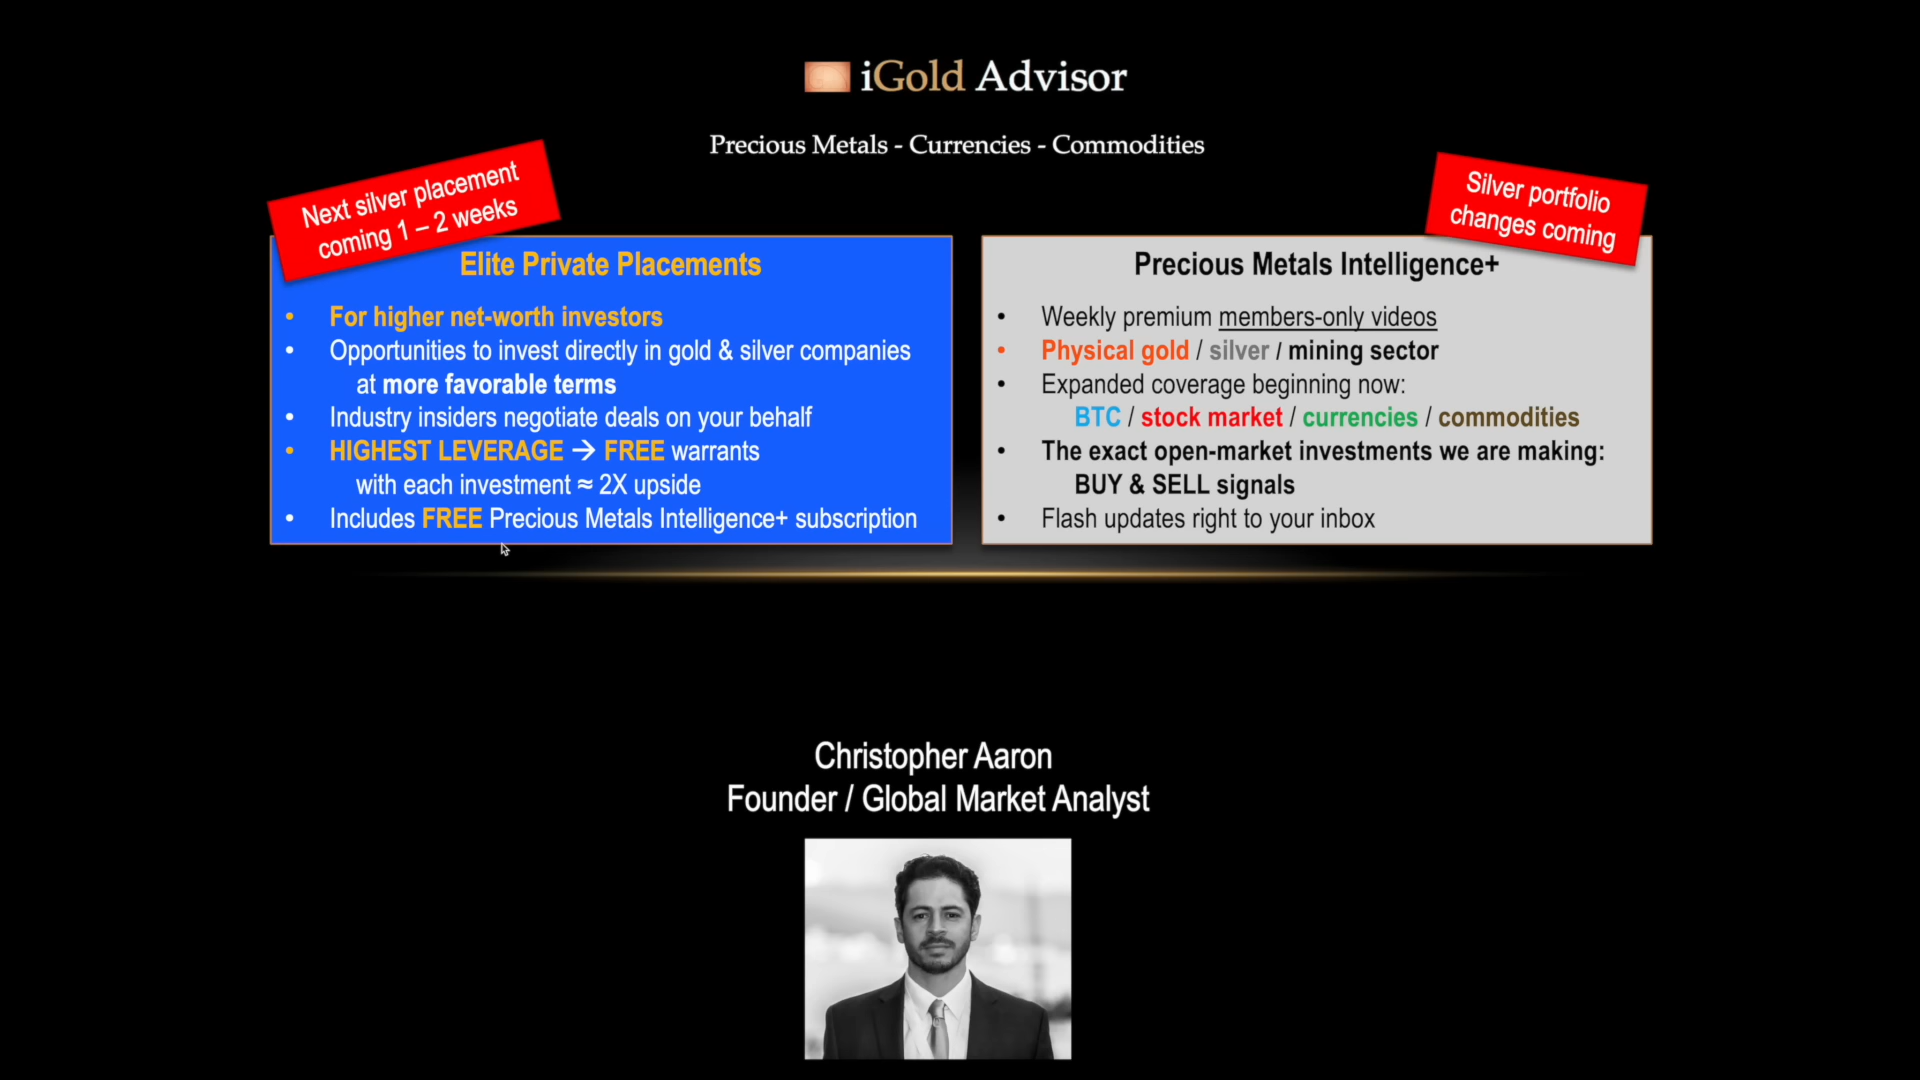 iGold Advisor
Precious Metals - Currencies - Commodities
Next silver placement
coming 1 – 2 weeks
Elite Private Placements
• For higher net-worth investors
• Opportunities to invest directly in gold & silver companies
at more favorable terms
• Industry insiders negotiate deals on your behalf
• HIGHEST LEVERAGE → FREE warrants
with each investment ≈ 2X upside
• Includes FREE Precious Metals Intelligence+ subscription
Silver portfolio
changes coming
Precious Metals Intelligence+
• Weekly premium members-only videos
• Physical gold / silver / mining sector
• Expanded coverage beginning now:
BTC / stock market / currencies / commodities
• The exact open-market investments we are making:
BUY & SELL signals
• Flash updates right to your inbox
Christopher Aaron
Founder / Global Market Analyst